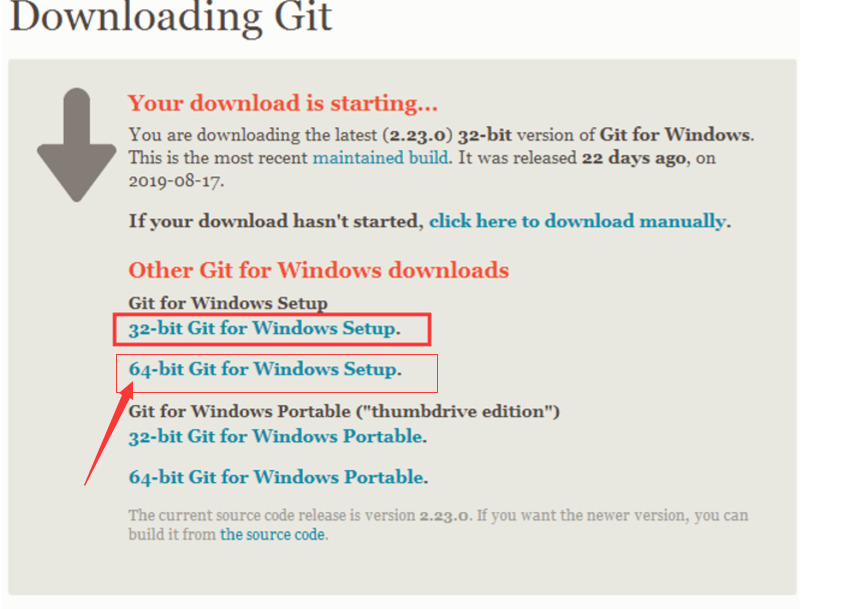 Downloading Git
Your download is starting...
You are downloading the latest (2.23.0) 32-bit version of Git for Windows.
This is the most recent maintained build. It was released 22 days ago, on
2019-08-17.
If your download hasn't started, click here to download manually.
Other Git for Windows downloads
Git for Windows Setup
32-bit Git for Windows Setup.
64-bit Git for Windows Setup.
Git for Windows Portable ("thumbdrive edition")
32-bit Git for Windows Portable.
64-bit Git for Windows Portable.
The current source code release is version 2.23.0. If you want the newer version, you can
build it from the source code.